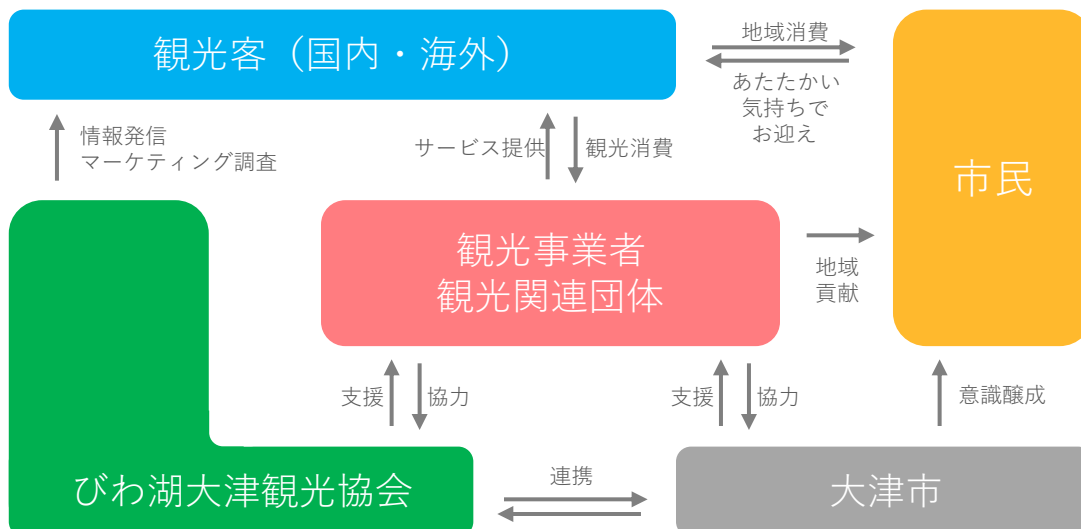 観光客（国内・海外）
地域消費
あたたかい
気持ちで
お迎え
情報発信
マーケティング調査
サービス提供
観光消費
市民
観光事業者
観光関連団体
地域
貢献
支援
協力
支援
協力
意識醸成
びわ湖大津観光協会
連携
大津市